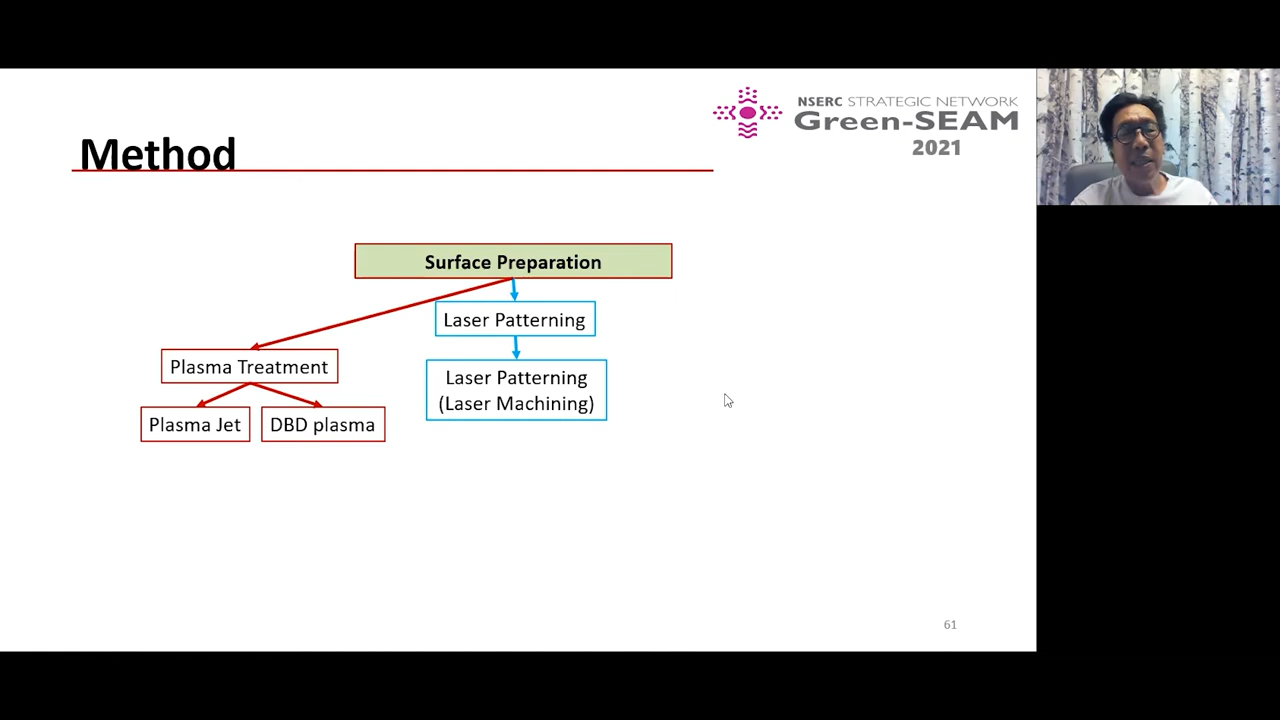 NSERC STRATEGIC NETWORK
Green-SEAM
2021
Method
Surface Preparation
Laser Patterning
Plasma Treatment
Laser Patterning
(Laser Machining)
Plasma Jet
DBD plasma
61